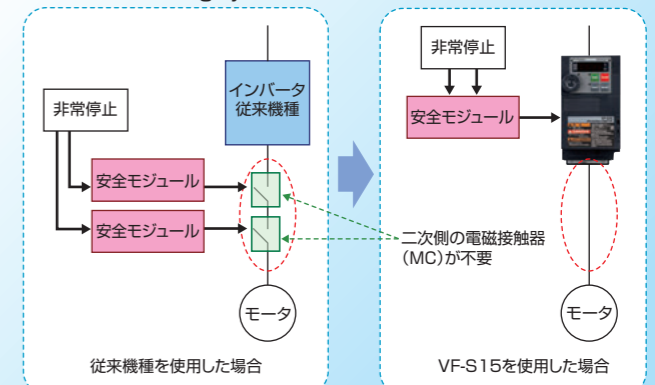 非常停止
インバータ
従来機種
安全モジュール
安全モジュール
モータ
従来機種を使用した場合
二次側の電磁接触器
(MC)が不要
非常停止
安全モジュール
モータ
VF-S15を使用した場合